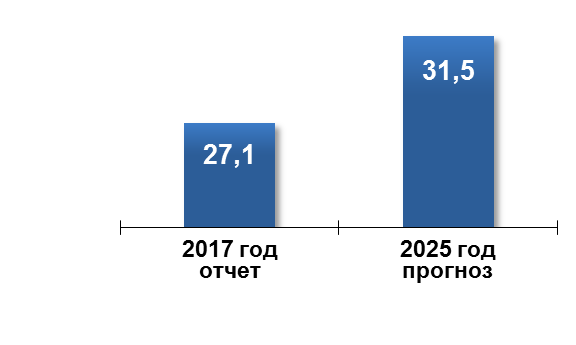 31,5
27,1
2017 год
отчет
2025 год
прогноз